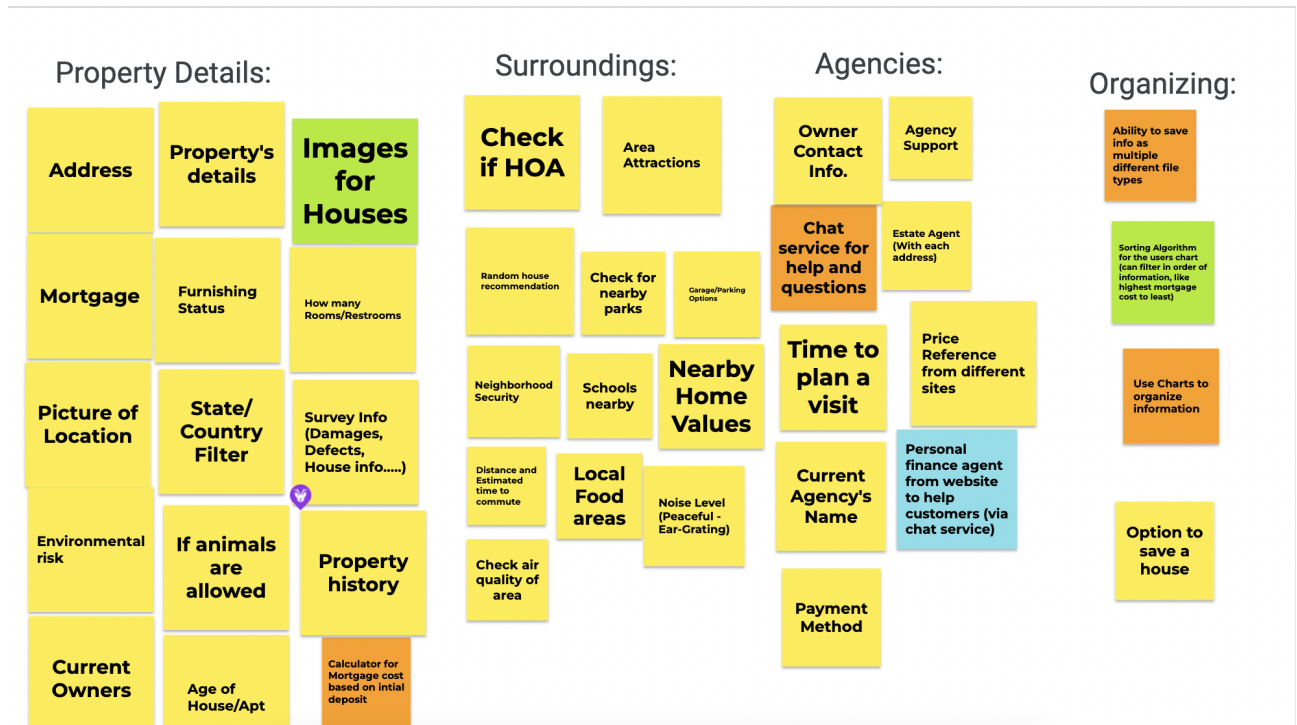 Property Details:
Address
Property's
details
Images
for
Houses
Mortgage
Furnishing
Status
How many
Rooms/Restrooms
Picture of
Location
State/
Country
Filter
Survey Info
(Damages,
Defects,
House info.....)
Environmental
risk
If animals
are
allowed
Property
history
Current
Owners
Age of
House/Apt
Calculator for
Mortgage cost
based on intial
deposit
Surroundings:
Check
if HOA
Area
Attractions
Random house
recommendation
Check for
nearby
parks
Garage/Parking
Options
Neighborhood
Security
Schools
nearby
Nearby
Home
Values
Distance and
Estimated
time to
commute
Local
Food
areas
Noise Level
(Peaceful -
Ear-Grating)
Check air
quality of
area
Agencies:
Owner
Contact
Info.
Agency
Support
Chat
service for
help and
questions
Estate Agent
(With each
address)
Time to
plan a
visit
Price
Reference
from different
sites
Current
Agency's
Name
Personal
finance agent
from website
to help
customers (via
chat service)
Payment
Method
Organizing:
Ability to save
info as
multiple
different file
types
Sorting Algorithm
for the users chart
(can filter in order of
information, like
highest mortgage
cost to least)
Use Charts to
organize
information
Option to
save a
house